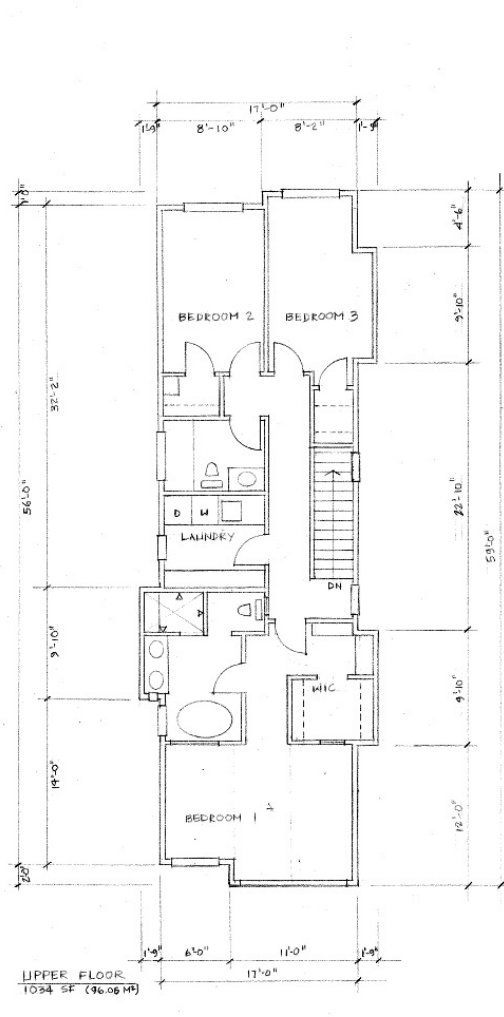 17'-0"
1'-9" 8'-10" 8'-2" 1'-9"
1'-0"
4'-6"
BEDROOM 2 BEDROOM 3
9'-10"
32'-2"
56'-0"
22'-10"
59'-0"
D W
LAUNDRY
DN
9'-10"
WIC
9'-10"
14'-0"
BEDROOM 1
12'-0"
2'-0"
1'-9" 6'-0" 11'-0" 1'-9"
17'-0"
UPPER FLOOR
1034 SF (96.06 M²)